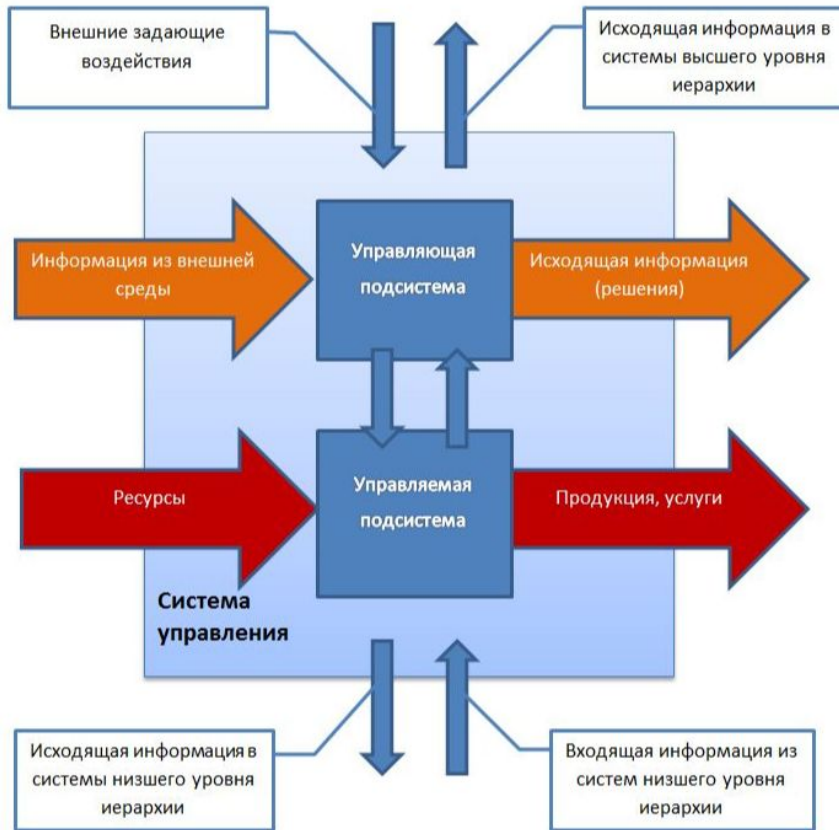 Внешние задающие
воздействия
Исходящая информация в
системы высшего уровня
иерархии
Информация из внешней
среды
Управляющая
подсистема
Исходящая информация
(решения)
Ресурсы
Управляемая
подсистема
Продукция, услуги
Система
управления
Исходящая информация в
системы низшего уровня
иерархии
Входящая информация из
систем низшего уровня
иерархии